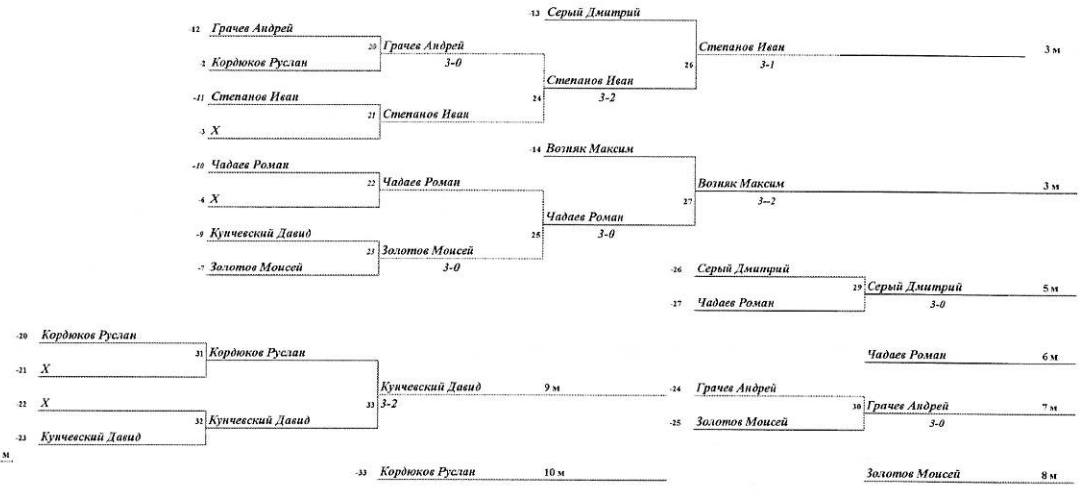 -13 Серый Дмитрий
-12 Грачев Андрей
20 Грачев Андрей
3-0
-2 Кордюков Руслан
26 Степанов Иван 3 м
3-1
-11 Степанов Иван
24 Степанов Иван
3-2
21 Степанов Иван
-3 X
-14 Возняк Максим
-10 Чадаев Роман
22 Чадаев Роман
-6 X
27 Возняк Максим 3 м
3--2
25 Чадаев Роман
3-0
-9 Купчевский Давид
23 Золотов Моисей
3-0
-7 Золотов Моисей
-26 Серый Дмитрий
29 Серый Дмитрий 5 м
3-0
-27 Чадаев Роман
-20 Кордюков Руслан
31 Кордюков Руслан
-21 X
Чадаев Роман 6 м
33 Купчевский Давид 9 м
3-2
-22 X
32 Купчевский Давид
-23 Купчевский Давид
-24 Грачев Андрей
30 Грачев Андрей 7 м
3-0
-25 Золотов Моисей
м
-33 Кордюков Руслан 10 м
Золотов Моисей 8 м